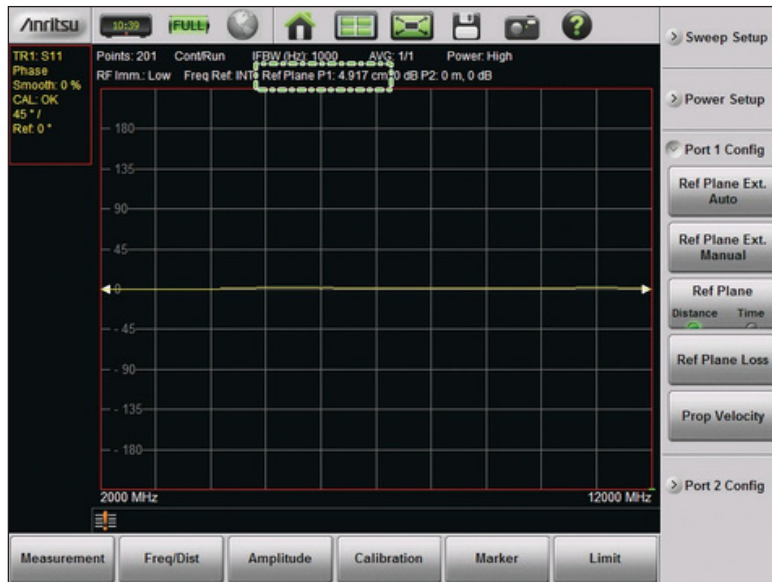 Anritsu
10:39
FULL
?
TR1: S11
Phase
Smooth: 0 %
CAL: OK
45 ° /
Ref: 0 °
Points: 201 Cont/Run IFBW (Hz): 1000 AVG: 1/1 Power: High
RF Imm.: Low Freq Ref: INT Ref Plane P1: 4.917 cm, 0 dB P2: 0 m, 0 dB
180
135
90
45
0
- 45
- 90
- 135
- 180
2000 MHz 12000 MHz
Sweep Setup
Power Setup
Port 1 Config
Ref Plane Ext. Auto
Ref Plane Ext. Manual
Ref Plane
Distance Time
Ref Plane Loss
Prop Velocity
Port 2 Config
Measurement Freq/Dist Amplitude Calibration Marker Limit